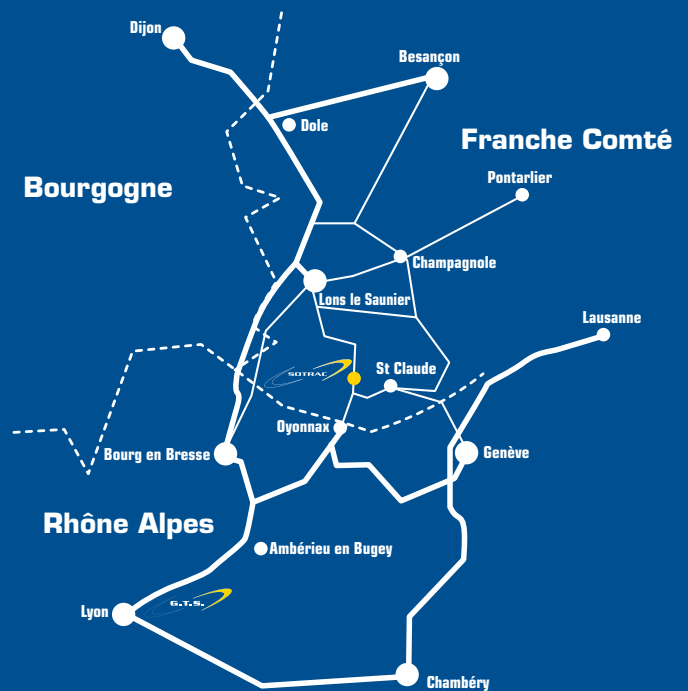 Dijon
Besançon
Dole
Franche Comté
Bourgogne
Pontarlier
Champagnole
Lons le Saunier
Lausanne
SOTRAC
St Claude
Oyonnax
Bourg en Bresse
Genève
Rhône Alpes
Ambérieu en Bugey
G.T.S.
Lyon
Chambéry